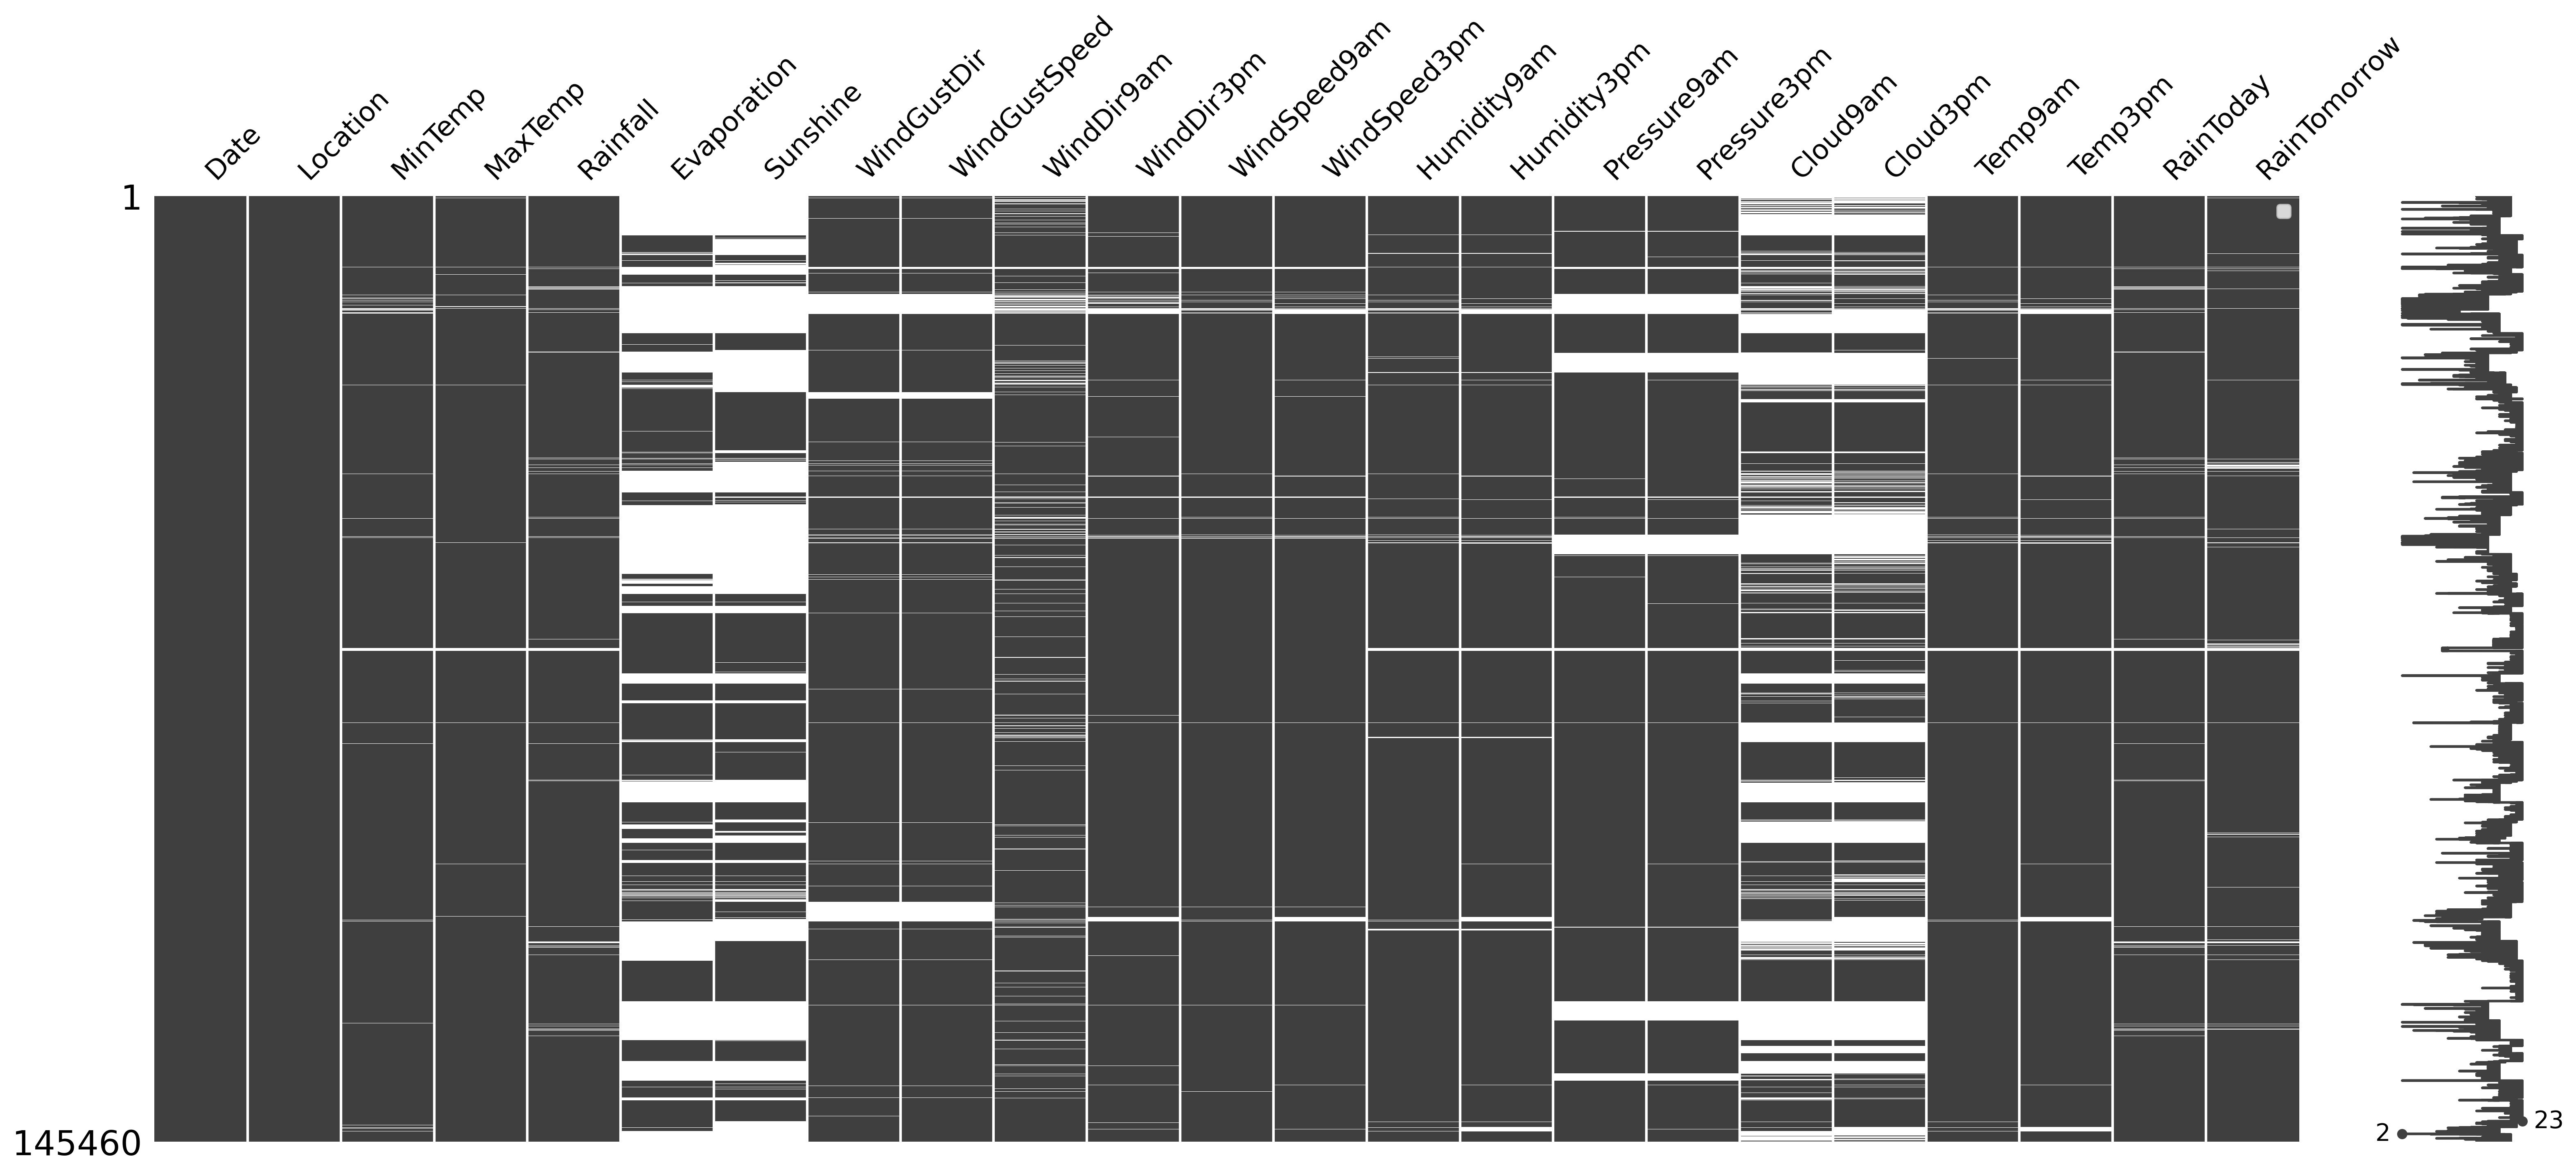 Date
Location
MinTemp
MaxTemp
Rainfall
Evaporation
Sunshine
WindGustDir
WindGustSpeed
WindDir9am
WindDir3pm
WindSpeed9am
WindSpeed3pm
Humidity9am
Humidity3pm
Pressure9am
Pressure3pm
Cloud9am
Cloud3pm
Temp9am
Temp3pm
RainToday
RainTomorrow
1
145460
2
23